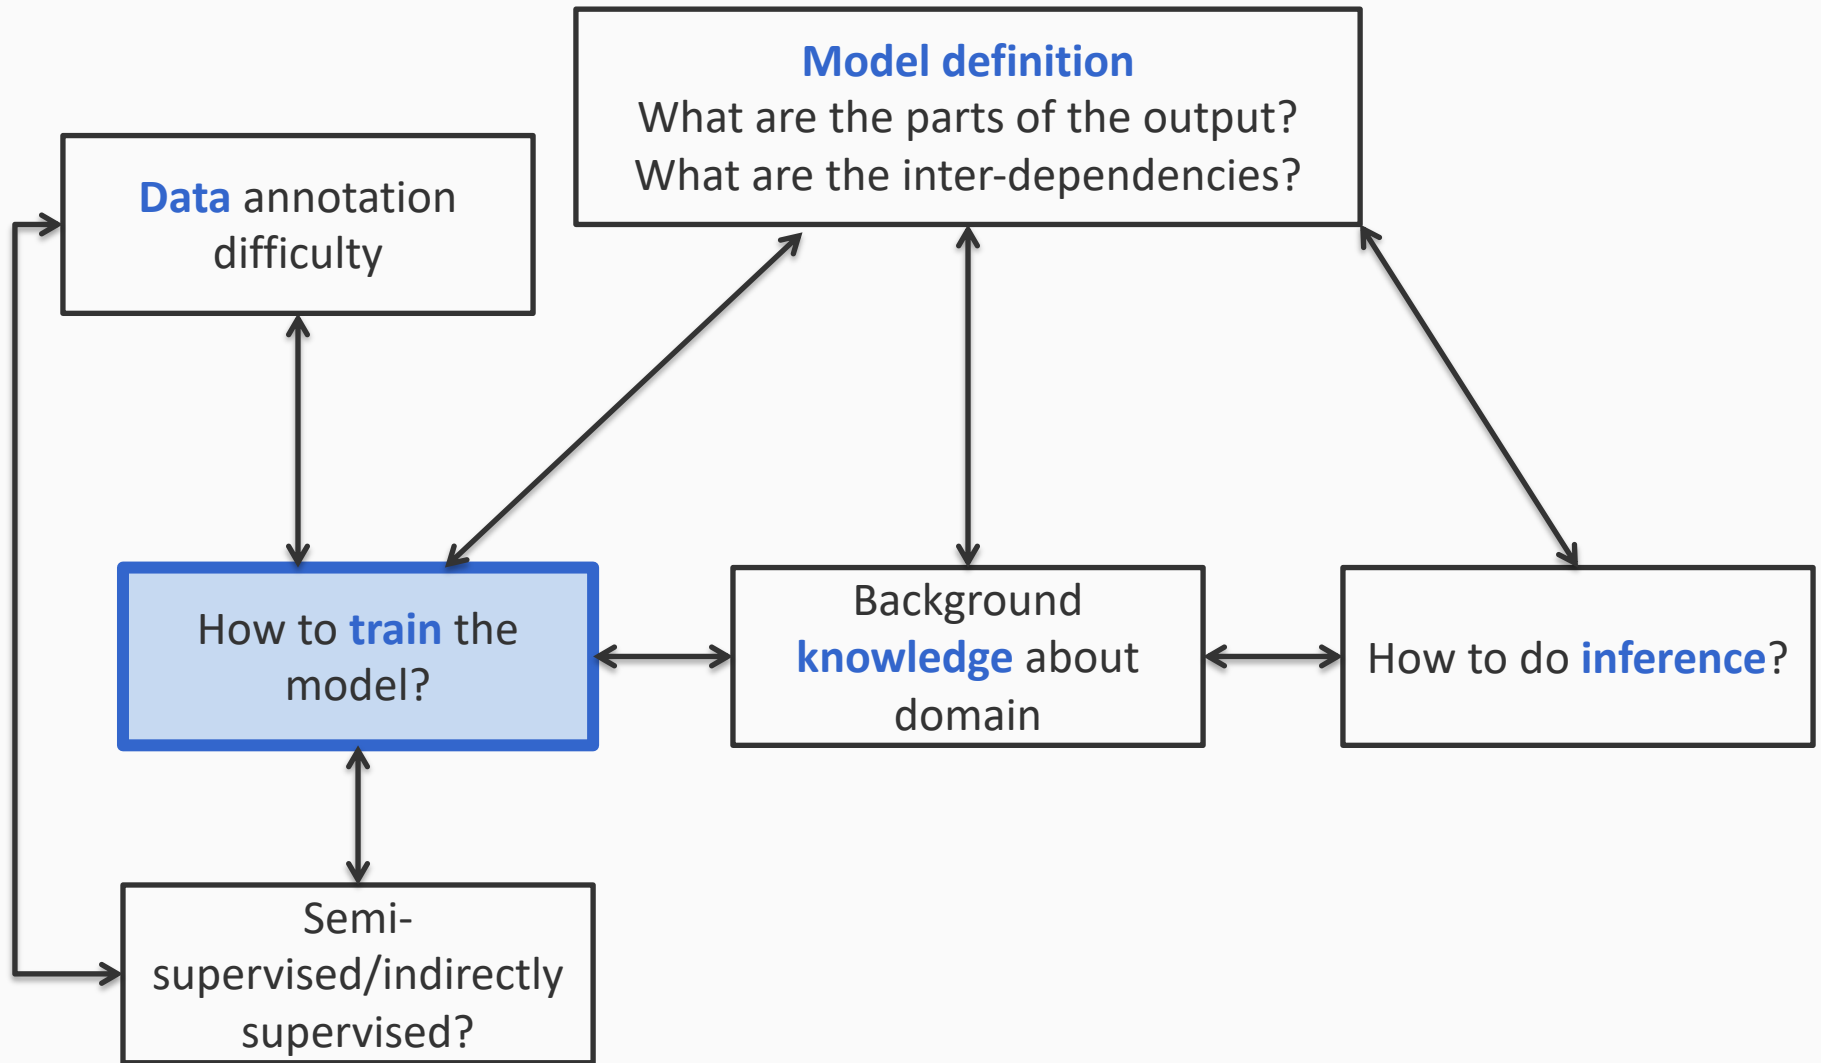 Model definition
What are the parts of the output?
What are the inter-dependencies?
Data annotation
difficulty
How to train the
model?
Background
knowledge about
domain
How to do inference?
Semi-
supervised/indirectly
supervised?